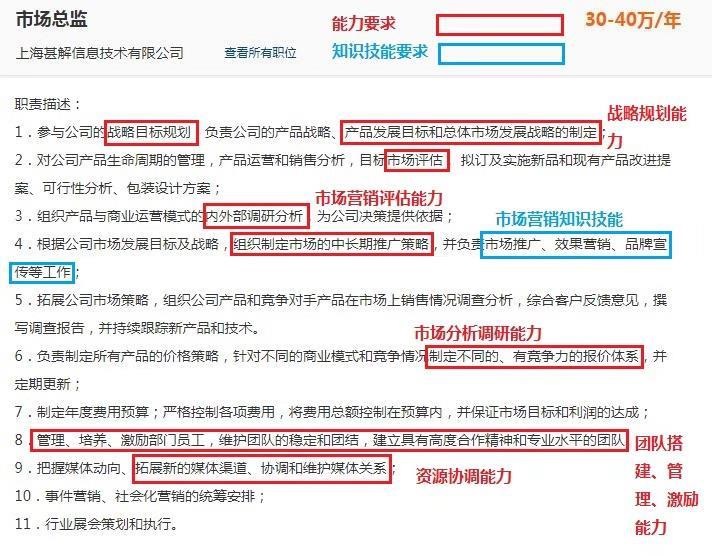 市场总监
能力要求
30-40万/年
上海甚解信息技术有限公司
查看所有职位
知识技能要求
职责描述：
战略规划能力
1．参与公司的战略目标规划 负责公司的产品战略、产品发展目标和总体市场发展战略的制定；
2．对公司产品生命周期的管理，产品运营和销售分析，目标市场评估，拟订及实施新品和现有产品改进提
案、可行性分析、包装设计方案；
市场营销评估能力
3．组织产品与商业运营模式的内外部调研分析，为公司决策提供依据；
市场营销知识技能
4．根据公司市场发展目标及战略，组织制定市场的中长期推广策略，并负责市场推广、效果营销、品牌宣
传等工作；
5．拓展公司市场策略，组织公司产品和竞争对手产品在市场上销售情况调查分析，综合客户反馈意见，撰
写调查报告，并持续跟踪新产品和技术。
市场分析调研能力
6．负责制定所有产品的价格策略，针对不同的商业模式和竞争情况制定不同的、有竞争力的报价体系，并
定期更新；
7．制定年度费用预算；严格控制各项费用，将费用总额控制在预算内，并保证市场目标和利润的达成；
8．管理、培养、激励部门员工，维护团队的稳定和团结，建立具有高度合作精神和专业水平的团队
团队搭建、管理、激励能力
9．把握媒体动向、拓展新的媒体渠道、协调和维护媒体关系；
资源协调能力
10．事件营销、社会化营销的统筹安排；
11．行业展会策划和执行。